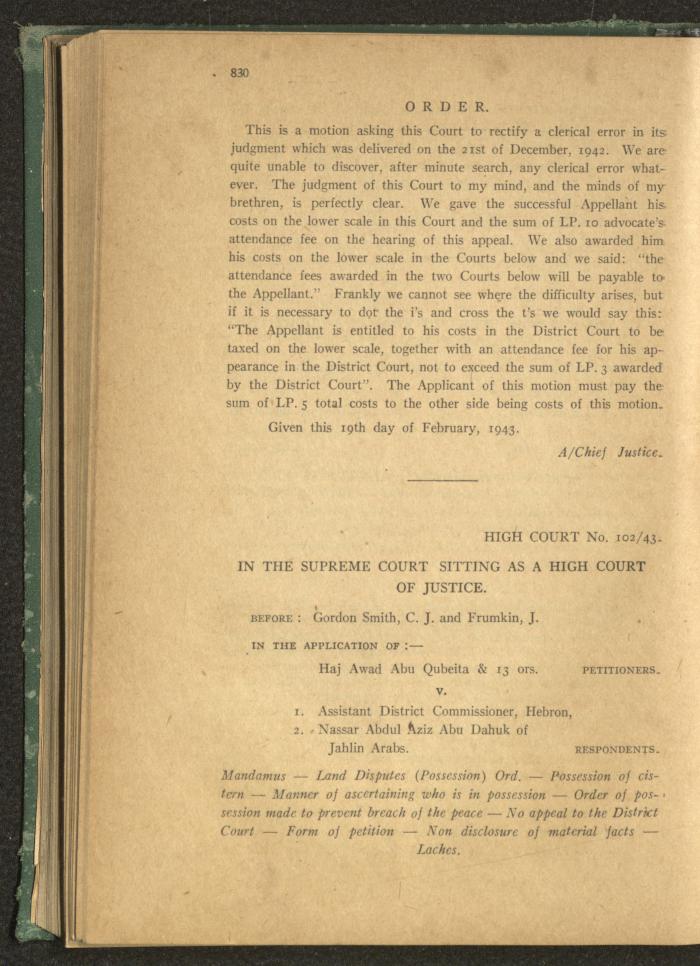 830
ORDER.
This is a motion asking this Court to rectify a clerical error in its
judgment which was delivered on the 21st of December, 1942. We are
quite unable to discover, after minute search, any clerical error what-
ever. The judgment of this Court to my mind, and the minds of my
brethren, is perfectly clear. We gave the successful Appellant his
costs on the lower scale in this Court and the sum of LP. 10 advocate's
attendance fee on the hearing of this appeal. We also awarded him
his costs on the lower scale in the Courts below and we said: "the
attendance fees awarded in the two Courts below will be payable to
the Appellant." Frankly we cannot see where the difficulty arises, but
if it is necessary to dot the i's and cross the t's we would say this:
"The Appellant is entitled to his costs in the District Court to be
taxed on the lower scale, together with an attendance fee for his ap-
pearance in the District Court, not to exceed the sum of LP. 3 awarded
by the District Court". The Applicant of this motion must pay the
sum of LP. 5 total costs to the other side being costs of this motion.
Given this 19th day of February, 1943.
A/Chief Justice.
HIGH COURT No. 102/43.
IN THE SUPREME COURT SITTING AS A HIGH COURT
OF JUSTICE.
BEFORE : Gordon Smith, C. J. and Frumkin, J.
IN THE APPLICATION OF :—
Haj Awad Abu Qubeita & 13 ors. PETITIONERS.
v.
1. Assistant District Commissioner, Hebron,
2. Nassar Abdul Aziz Abu Dahuk of
Jahlin Arabs. RESPONDENTS.
Mandamus — Land Disputes (Possession) Ord. — Possession of cis-
tern — Manner of ascertaining who is in possession — Order of pos-
session made to prevent breach of the peace — No appeal to the District
Court — Form of petition — Non disclosure of material facts —
Laches.